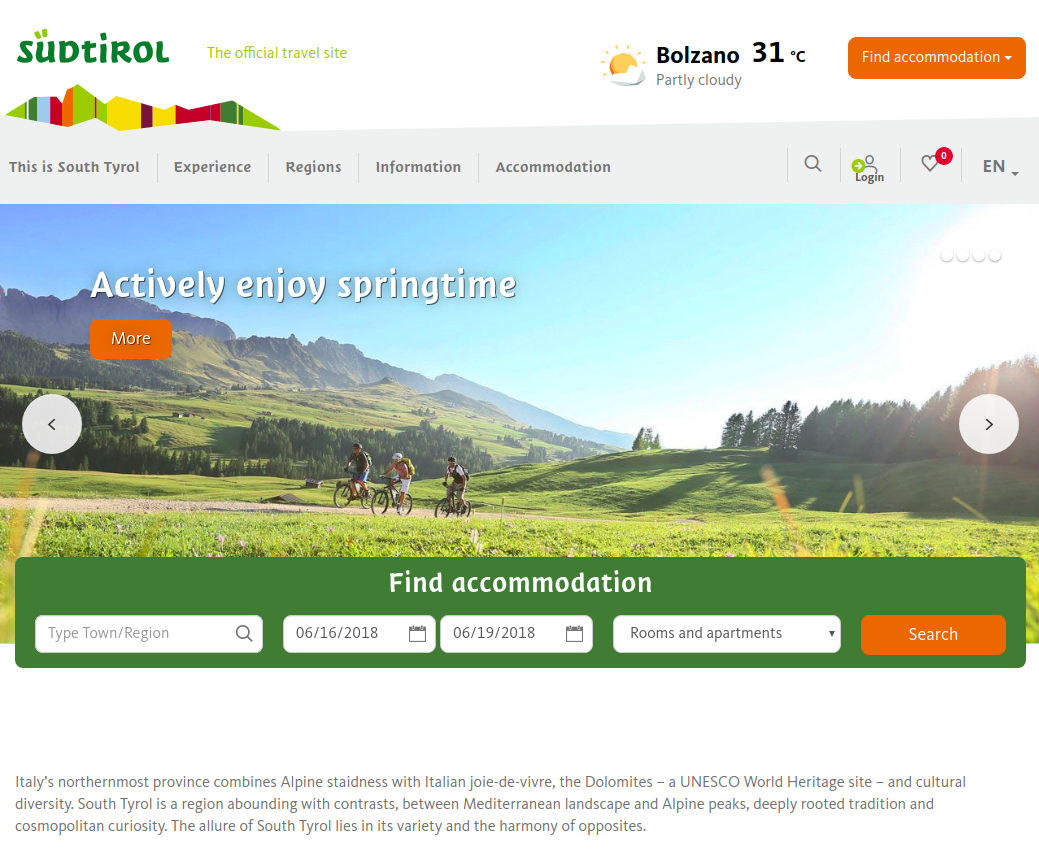 SÜDTIROL
The official travel site
Bolzano 31 °C
Partly cloudy
Find accommodation
This is South Tyrol
Experience
Regions
Information
Accommodation
Login
0
EN
Actively enjoy springtime
More
Find accommodation
Type Town/Region
06/16/2018
06/19/2018
Rooms and apartments
Search
Italy's northernmost province combines Alpine staidness with Italian joie-de-vivre, the Dolomites – a UNESCO World Heritage site – and cultural
diversity. South Tyrol is a region abounding with contrasts, between Mediterranean landscape and Alpine peaks, deeply rooted tradition and
cosmopolitan curiosity. The allure of South Tyrol lies in its variety and the harmony of opposites.